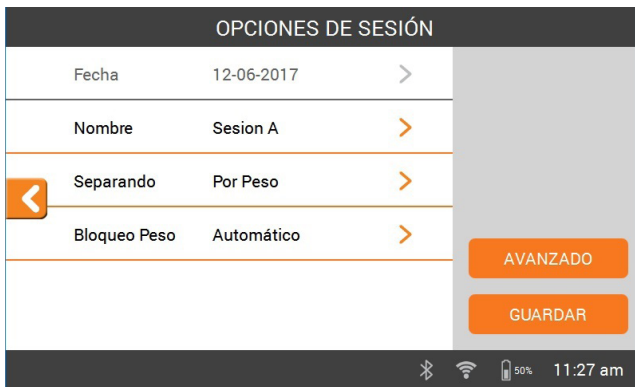 OPCIONES DE SESIÓN
Fecha 12-06-2017
Nombre Sesion A
Separando Por Peso
Bloqueo Peso Automático
AVANZADO
GUARDAR
50% 11:27 am